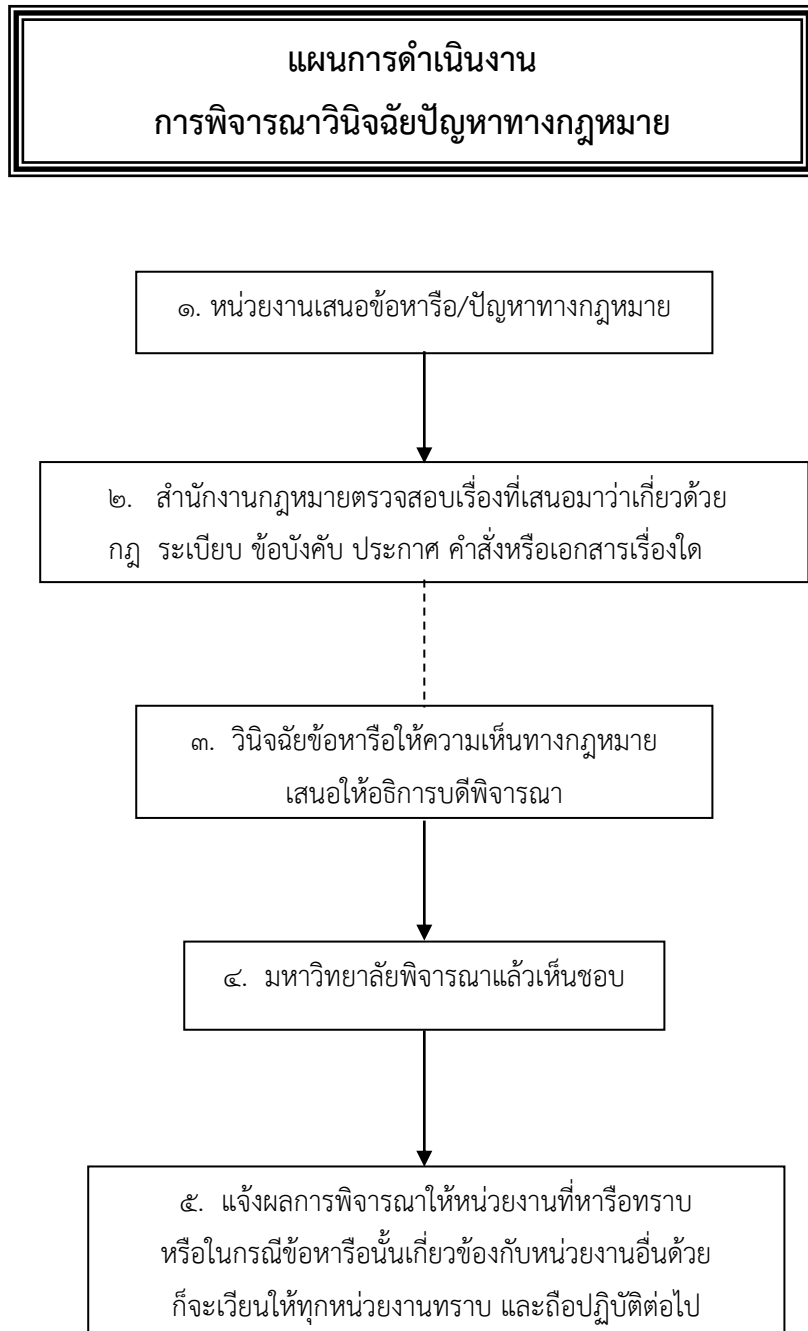 แผนการดำเนินงาน
การพิจารณาวินิจฉัยปัญหาทางกฎหมาย
๑. หน่วยงานเสนอข้อหารือ/ปัญหาทางกฎหมาย
๒. สำนักงานกฎหมายตรวจสอบเรื่องที่เสนอมาว่าเกี่ยวด้วย
กฎ ระเบียบ ข้อบังคับ ประกาศ คำสั่งหรือเอกสารเรื่องใด
๓. วินิจฉัยข้อหารือให้ความเห็นทางกฎหมาย
เสนอให้อธิการบดีพิจารณา
๔. มหาวิทยาลัยพิจารณาแล้วเห็นชอบ
๕. แจ้งผลการพิจารณาให้หน่วยงานที่หารือทราบ
หรือในกรณีข้อหารือนั้นเกี่ยวข้องกับหน่วยงานอื่นด้วย
ก็จะเวียนให้ทุกหน่วยงานทราบ และถือปฏิบัติต่อไป